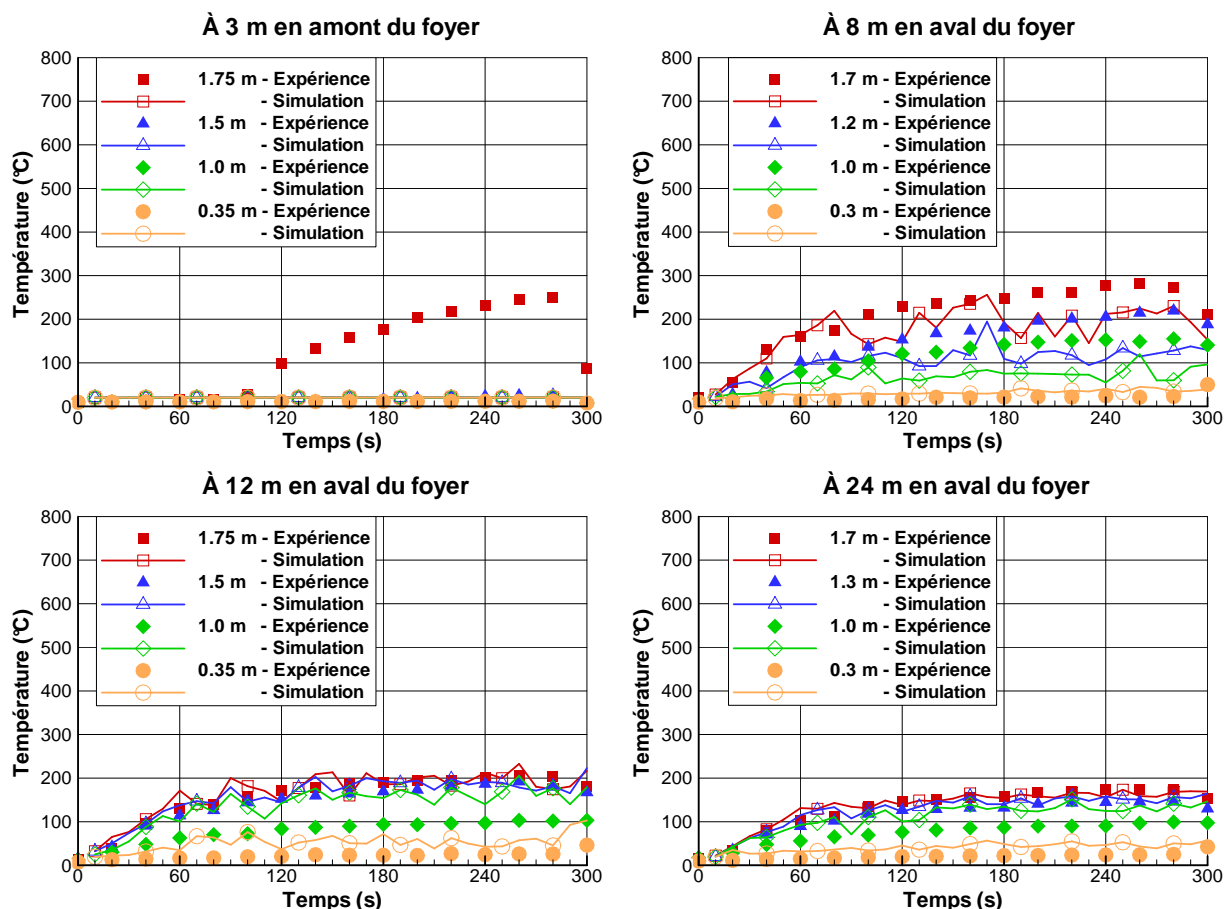 À 3 m en amont du foyer
800
700
600
500
400
300
200
100
0
Température (°C)
1.75 m - Expérience
- Simulation
1.5 m - Expérience
- Simulation
1.0 m - Expérience
- Simulation
0.35 m - Expérience
- Simulation
0 60 120 180 240 300
Temps (s)
À 8 m en aval du foyer
800
700
600
500
400
300
200
100
0
Température (°C)
1.7 m - Expérience
- Simulation
1.2 m - Expérience
- Simulation
1.0 m - Expérience
- Simulation
0.3 m - Expérience
- Simulation
0 60 120 180 240 300
Temps (s)
À 12 m en aval du foyer
800
700
600
500
400
300
200
100
0
Température (°C)
1.75 m - Expérience
- Simulation
1.5 m - Expérience
- Simulation
1.0 m - Expérience
- Simulation
0.35 m - Expérience
- Simulation
0 60 120 180 240 300
Temps (s)
À 24 m en aval du foyer
800
700
600
500
400
300
200
100
0
Température (°C)
1.7 m - Expérience
- Simulation
1.3 m - Expérience
- Simulation
1.0 m - Expérience
- Simulation
0.3 m - Expérience
- Simulation
0 60 120 180 240 300
Temps (s)